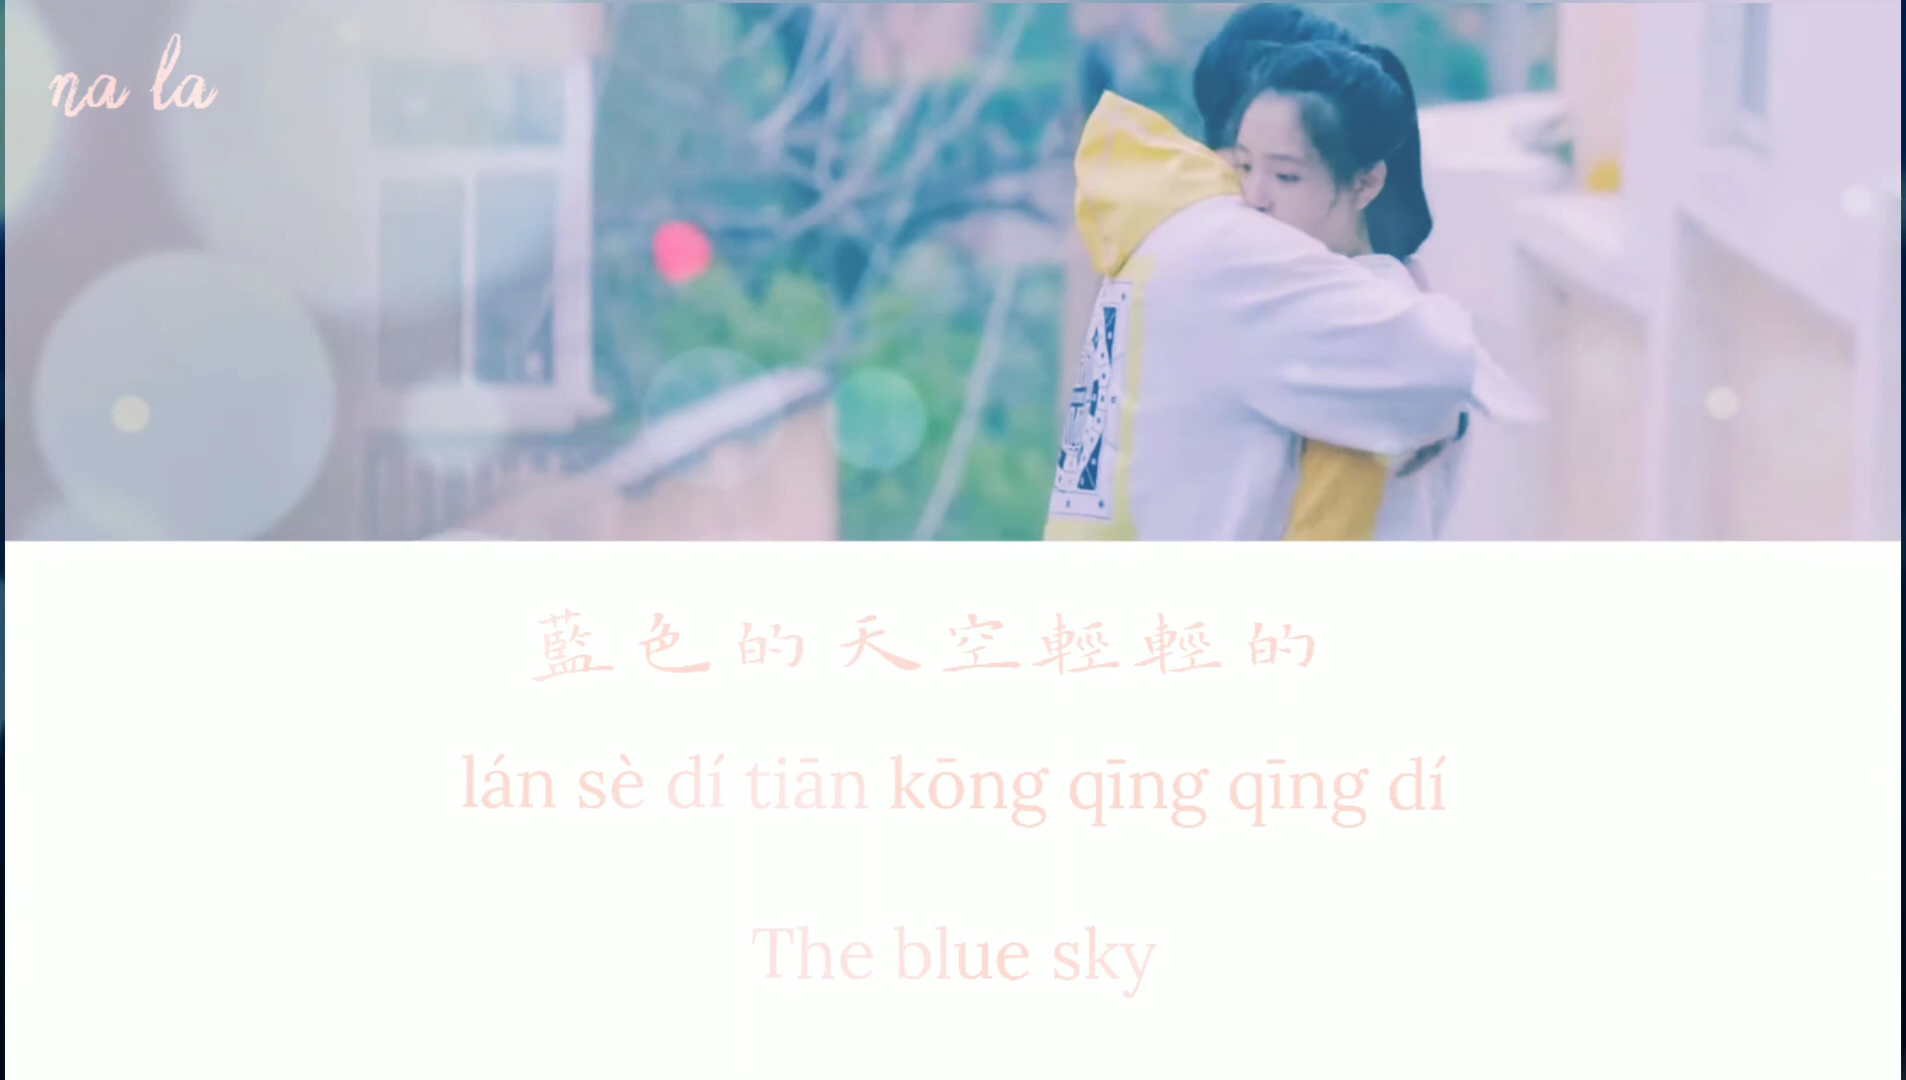 na la
藍色的天空輕輕的
lán sè dí tiān kōng qīng qīng dí
The blue sky